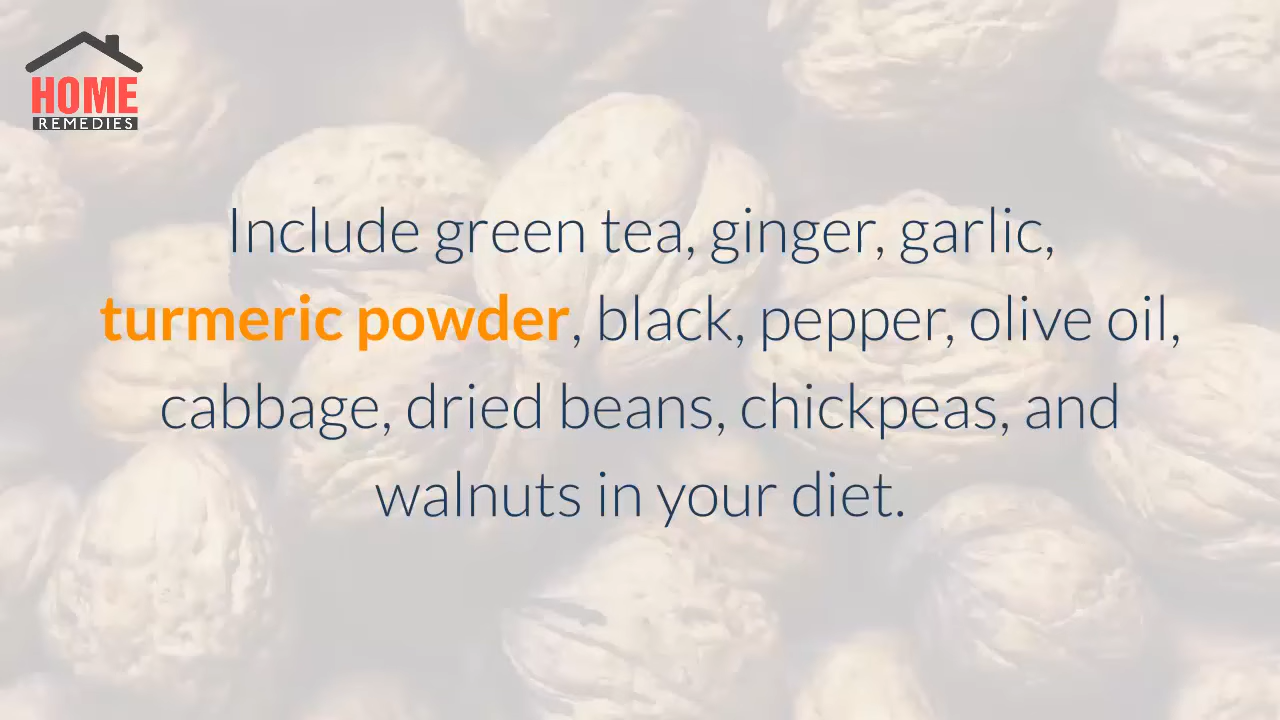 HOME
REMEDIES
Include green tea, ginger, garlic,
turmeric powder, black, pepper, olive oil,
cabbage, dried beans, chickpeas, and
walnuts in your diet.